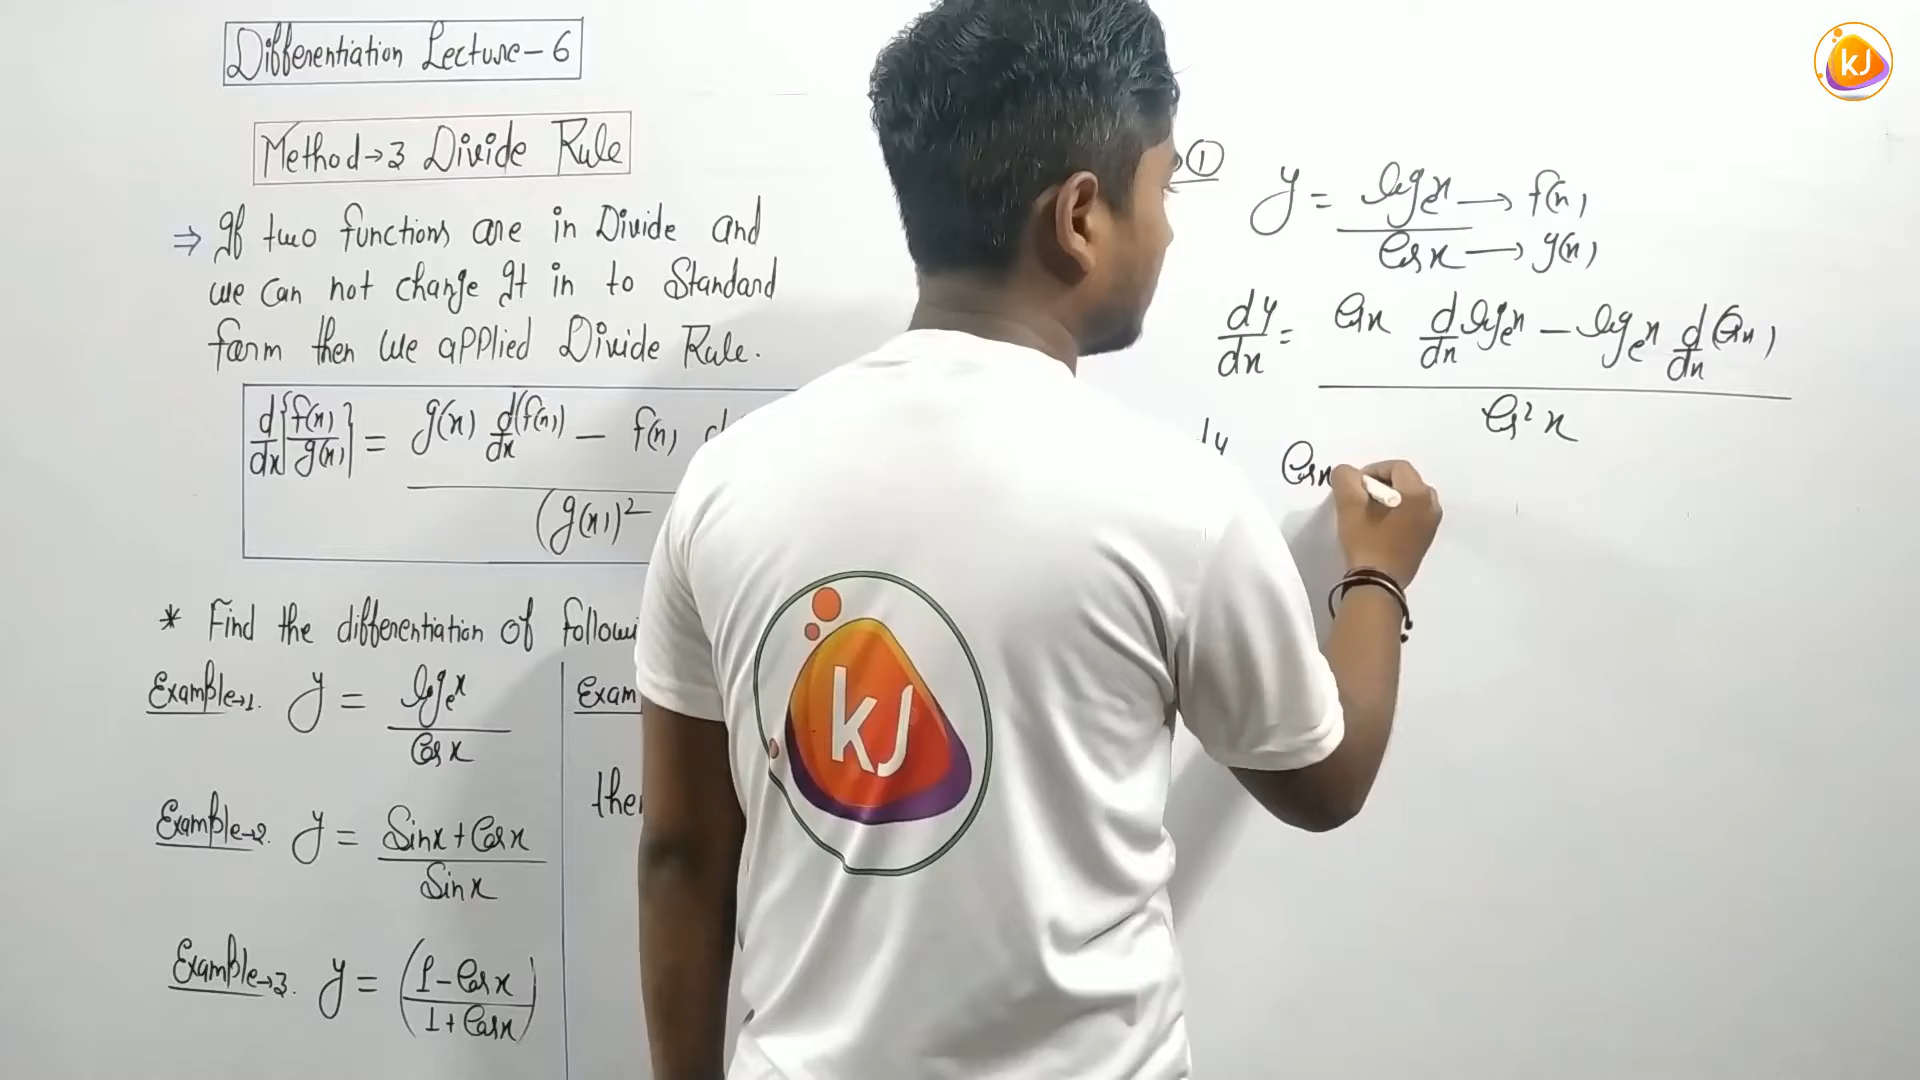 Differentiation Lecture-6
Method→3 Divide Rule
⇒ If two functions are in Divide and
we can not change It in to Standard
form then we applied Divide Rule.
d/dx {f(x)/g(x)} = g(x) d/dx (f(x)) - f(x) d
(g(x))²
* Find the differentiation of followi
Example→1. y = logₑx / Cosx
Exam
the
Example→2. y = Sinx + Cosx / Sinx
Example→3. y = (1 - Cosx / 1 + Cosx)
① y = logₑx → f(x)
Cosx → g(x)
dy/dx = Cosx d/dx logₑx - logₑx d/dx (Cosx)
Cos²x
Cosx
kJ
kJ